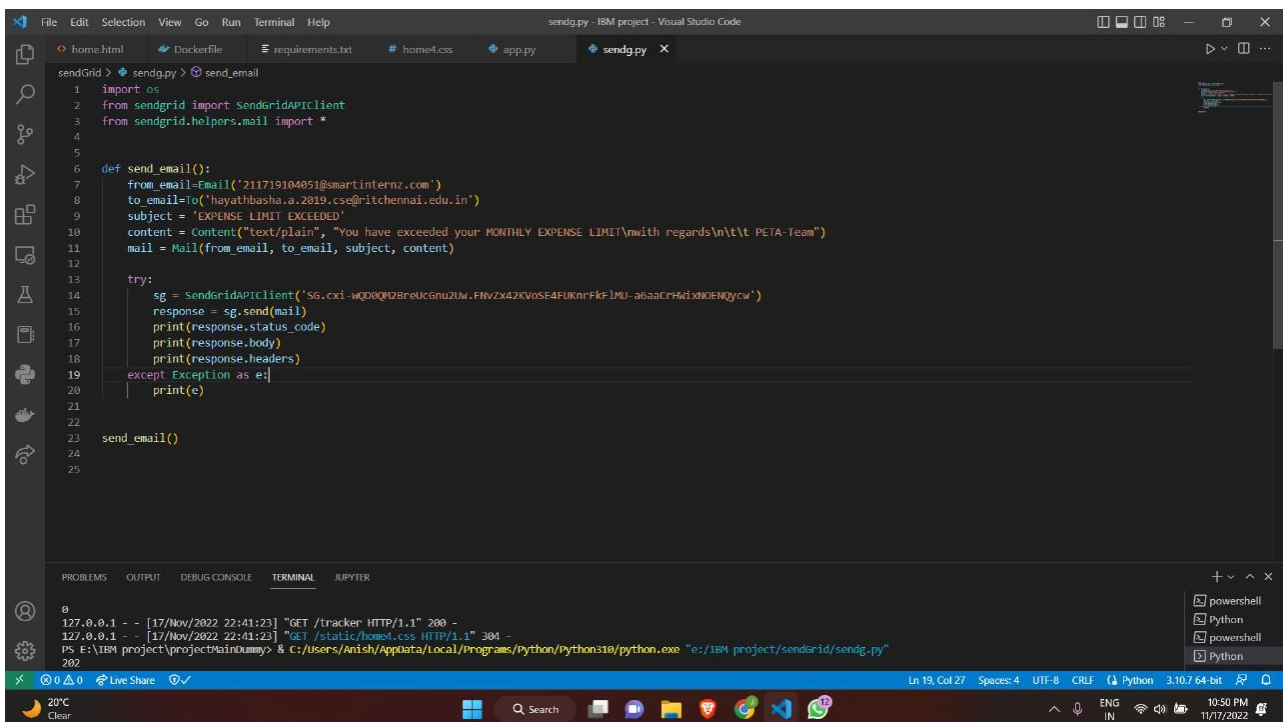 File Edit Selection View Go Run Terminal Help
sendg.py - IBM project - Visual Studio Code
home.html Dockerfile requirements.txt home4.css app.py sendg.py
sendGrid > sendg.py > send_email
1 import os
2 from sendgrid import SendGridAPIClient
3 from sendgrid.helpers.mail import *
4
5
6 def send_email():
7 from_email=Email('211719104051@smartinternz.com')
8 to_email=To('hayathbasha.a.2019.cse@ritchennai.edu.in')
9 subject = 'EXPENSE LIMIT EXCEEDED'
10 content = Content("text/plain", "You have exceeded your MONTHLY EXPENSE LIMIT\nwith regards\n\t\t PETA-Team")
11 mail = Mail(from_email, to_email, subject, content)
12
13 try:
14 sg = SendGridAPIClient('')
15 response = sg.send(mail)
16 print(response.status_code)
17 print(response.body)
18 print(response.headers)
19 except Exception as e:
20 print(e)
21
22
23 send_email()
24
25
PROBLEMS OUTPUT DEBUG CONSOLE TERMINAL JUPYTER
0
127.0.0.1 - - [17/Nov/2022 22:41:23] "GET /tracker HTTP/1.1" 200 -
127.0.0.1 - - [17/Nov/2022 22:41:23] "GET /static/home4.css HTTP/1.1" 304 -
PS E:\IBM project\projectMainDummy> & C:/Users/Anish/AppData/Local/Programs/Python/Python310/python.exe "e:/IBM project/sendGrid/sendg.py"
202
powershell
Python
powershell
Python
0 0 Live Share
Ln 19, Col 27 Spaces: 4 UTF-8 CRLF Python 3.10.7 64-bit
20°C
Clear
Search
12
ENG
IN
10:50 PM
11/17/2022